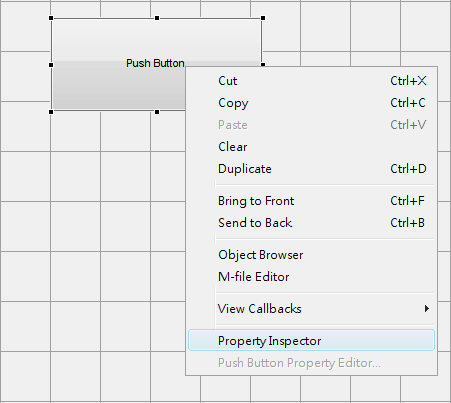 Push Button
Cut Ctrl+X
Copy Ctrl+C
Paste Ctrl+V
Clear
Duplicate Ctrl+D
Bring to Front Ctrl+F
Send to Back Ctrl+B
Object Browser
M-file Editor
View Callbacks
Property Inspector
Push Button Property Editor...